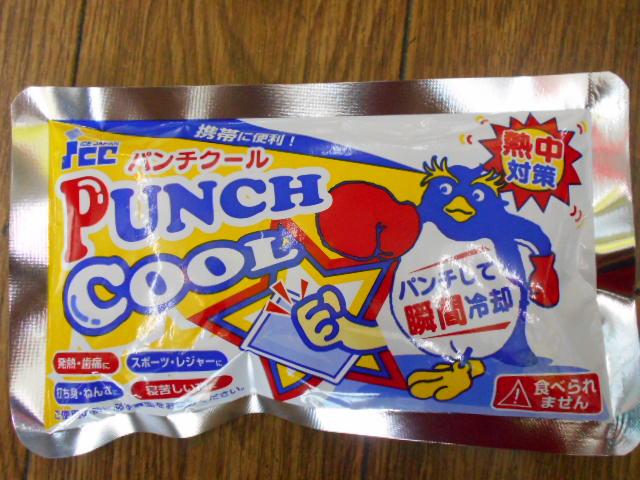 ICE JAPAN
icc
携帯に便利!
パンチクール
PUNCH
COOL
熱中
対策
パンチして
瞬間冷却
発熱・歯痛に
スポーツ・レジャーに
打ち身・ねんざに
寝苦しい
食べられ
ません